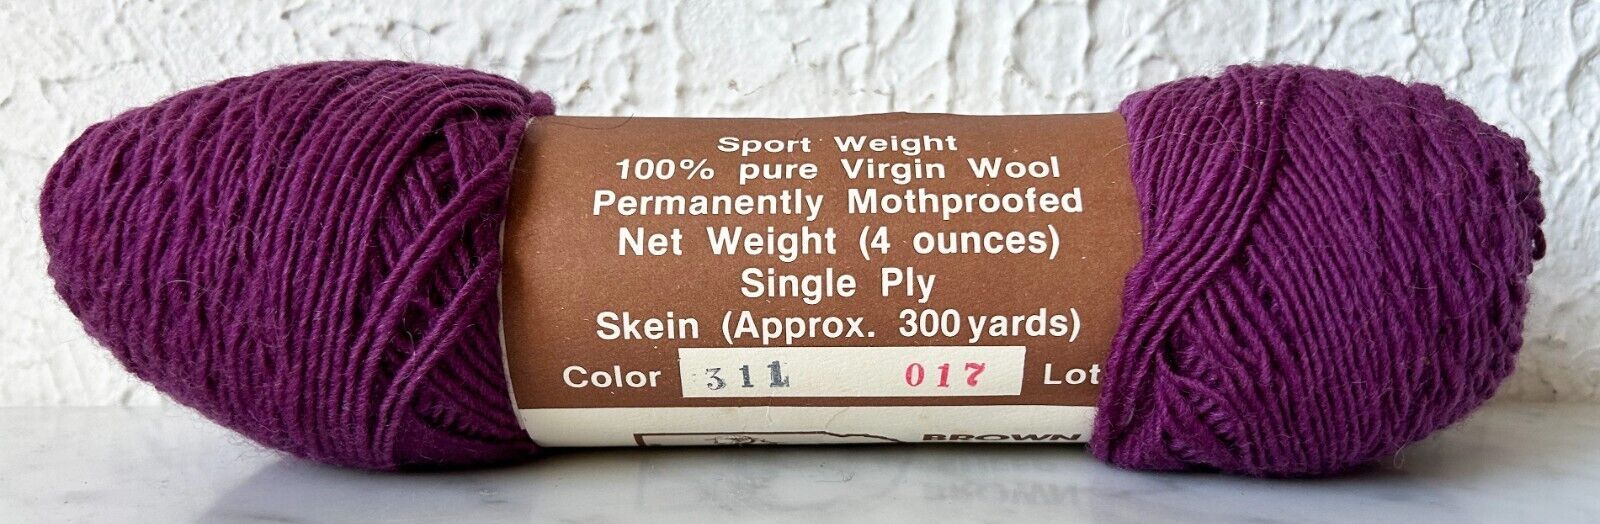 Sport Weight
100% pure Virgin Wool
Permanently Mothproofed
Net Weight (4 ounces)
Single Ply
Skein (Approx. 300 yards)
Color 311 017 Lot
BROWN